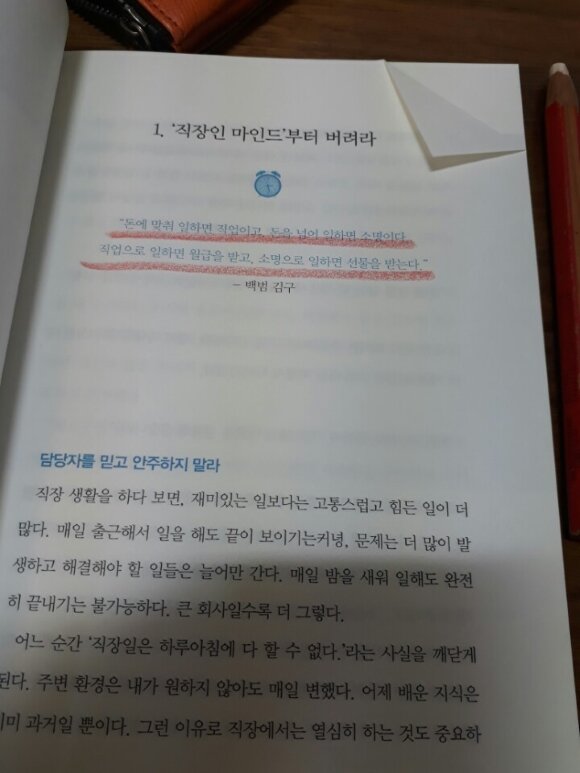 1. ‘직장인 마인드’부터 버려라
“돈에 맞춰 일하면 직업이고, 돈을 넘어 일하면 소명이다.
직업으로 일하면 월급을 받고, 소명으로 일하면 선물을 받는다.”
– 백범 김구
담당자를 믿고 안주하지 말라
직장 생활을 하다 보면, 재미있는 일보다는 고통스럽고 힘든 일이 더
많다. 매일 출근해서 일을 해도 끝이 보이기는커녕, 문제는 더 많이 발
생하고 해결해야 할 일들은 늘어만 간다. 매일 밤을 새워 일해도 완전
히 끝내기는 불가능하다. 큰 회사일수록 더 그렇다.
어느 순간 ‘직장일은 하루아침에 다 할 수 없다.’라는 사실을 깨닫게
된다. 주변 환경은 내가 원하지 않아도 매일 변했다. 어제 배운 지식은
이미 과거일 뿐이다. 그런 이유로 직장에서는 열심히 하는 것도 중요하